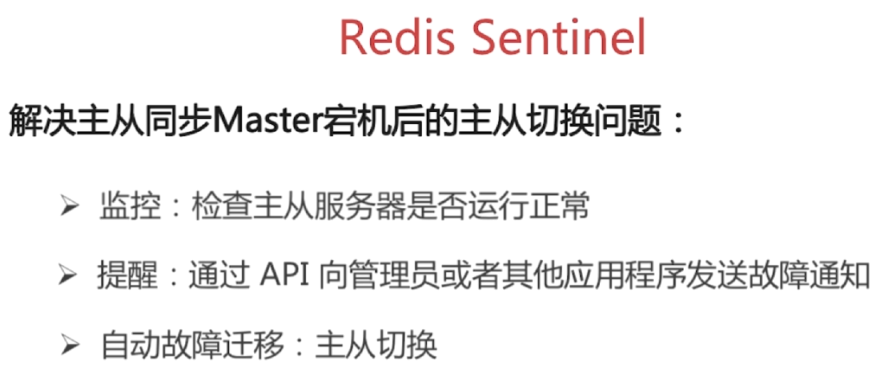 Redis Sentinel
解决主从同步Master宕机后的主从切换问题：
➢ 监控：检查主从服务器是否运行正常
➢ 提醒：通过 API 向管理员或者其他应用程序发送故障通知
➢ 自动故障迁移：主从切换